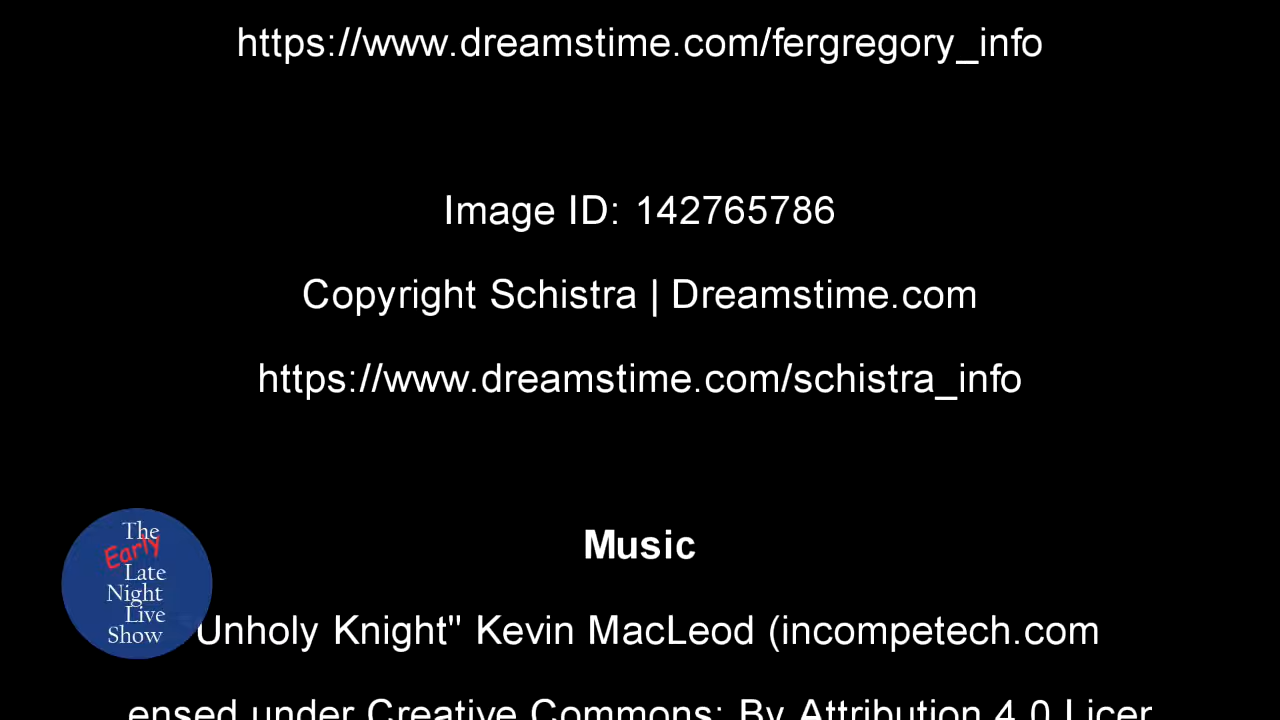 https://www.dreamstime.com/fergregory_info
Image ID: 142765786
Copyright Schistra | Dreamstime.com
https://www.dreamstime.com/schistra_info
Music
Unholy Knight" Kevin MacLeod (incompetech.com
ensed under Creative Commons: By Attribution 4.0 Licer
The
Early
Late
Night
Live
Show